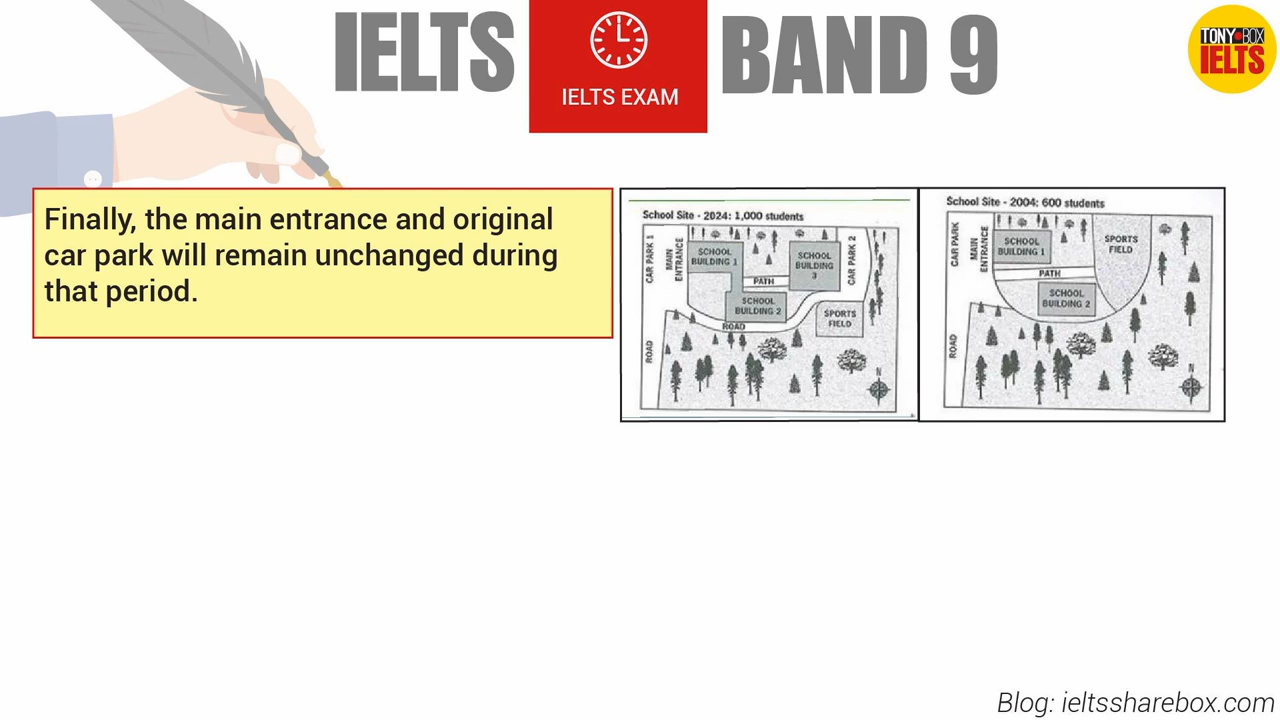 IELTS
IELTS EXAM
BAND 9
TONY BOX
IELTS
Finally, the main entrance and original
car park will remain unchanged during
that period.
School Site - 2024: 1,000 students
CAR PARK 1
MAIN
ENTRANCE
SCHOOL
BUILDING 1
SCHOOL
BUILDING
3
CAR PARK 2
PATH
SCHOOL
BUILDING 2
SPORTS
FIELD
ROAD
ROAD
N
School Site - 2004: 600 students
CAR PARK
MAIN
ENTRANCE
SCHOOL
BUILDING 1
SPORTS
FIELD
PATH
SCHOOL
BUILDING 2
ROAD
N
Blog: ieltssharebox.com